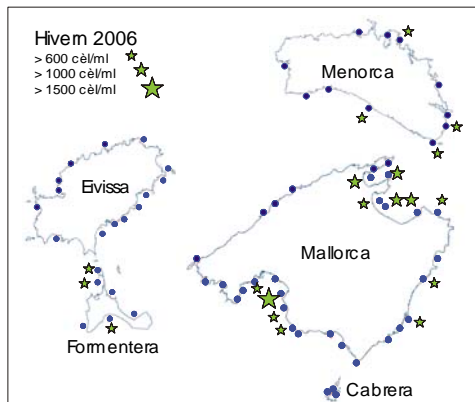 Hivern 2006
> 600 cèl/ml
> 1000 cèl/ml
> 1500 cèl/ml
Menorca
Eivissa
Mallorca
Formentera
Cabrera